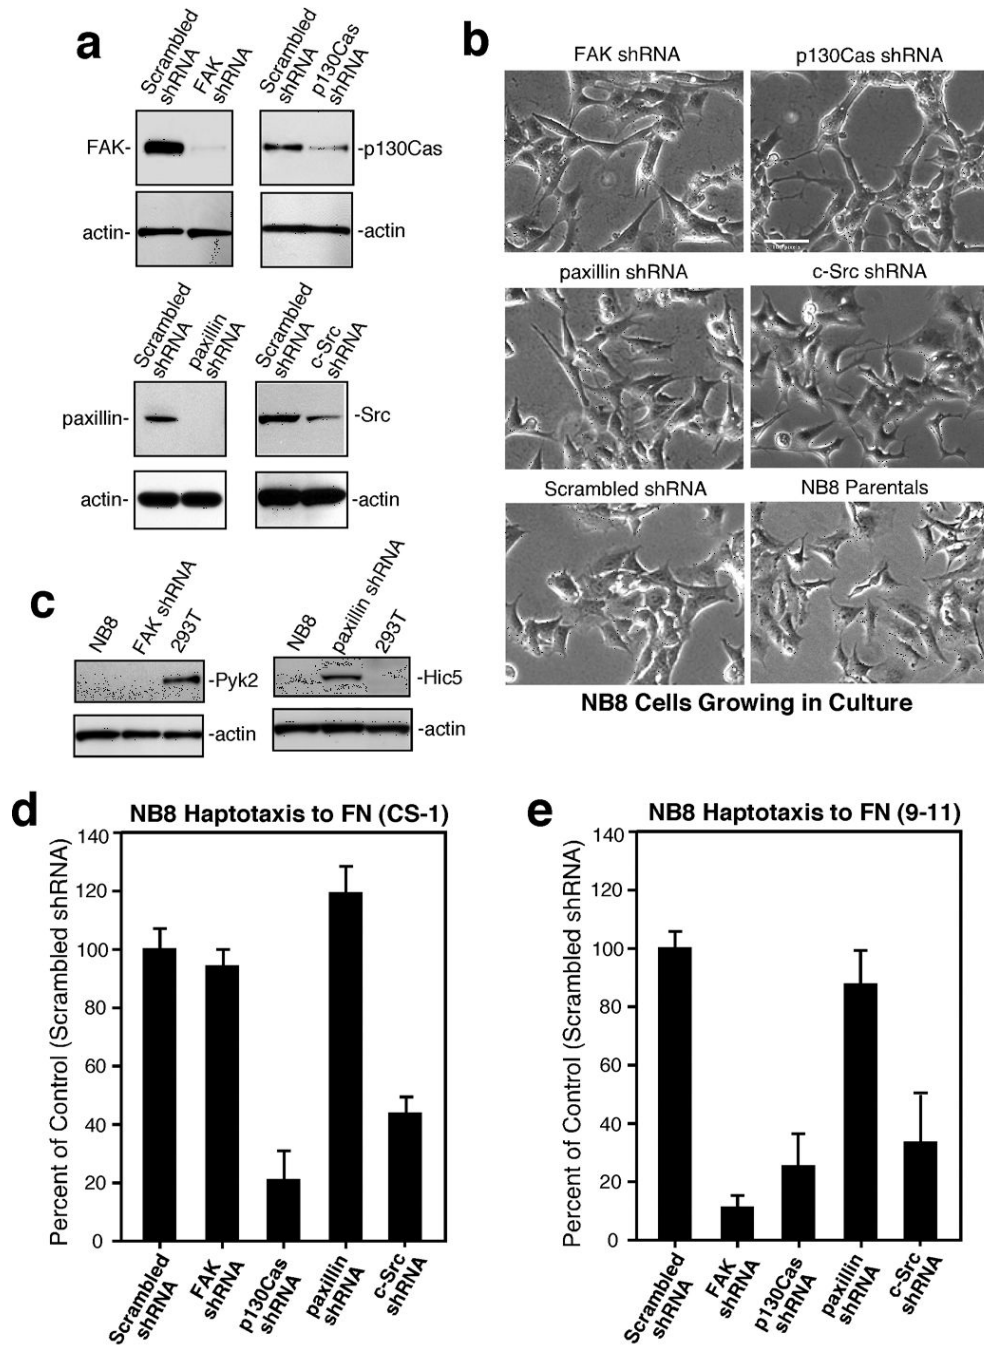 a
Scrambled shRNA
FAK shRNA
Scrambled shRNA
p130Cas shRNA
FAK-
-p130Cas
actin-
-actin
Scrambled shRNA
paxillin shRNA
Scrambled shRNA
c-Src shRNA
paxillin-
-Src
actin-
-actin
b
FAK shRNA
p130Cas shRNA
paxillin shRNA
c-Src shRNA
Scrambled shRNA
NB8 Parentals
NB8 Cells Growing in Culture
c
NB8
FAK shRNA
293T
NB8
paxillin shRNA
293T
-Pyk2
-Hic5
-actin
-actin
d
NB8 Haptotaxis to FN (CS-1)
Percent of Control (Scrambled shRNA)
140
120
100
80
60
40
20
0
Scrambled shRNA
FAK shRNA
p130Cas shRNA
paxillin shRNA
c-Src shRNA
e
NB8 Haptotaxis to FN (9-11)
Percent of Control (Scrambled shRNA)
140
120
100
80
60
40
20
0
Scrambled shRNA
FAK shRNA
p130Cas shRNA
paxillin shRNA
c-Src shRNA